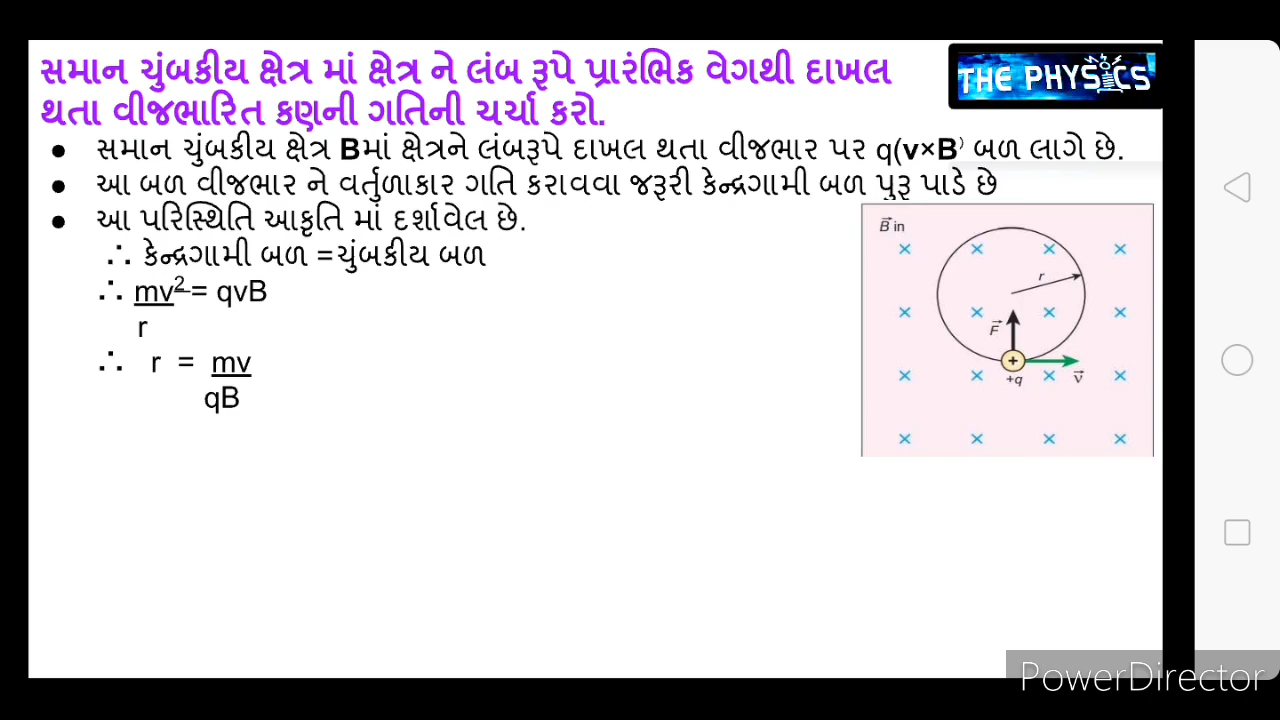 સમાન ચુંબકીય ક્ષેત્ર માં ક્ષેત્ર ને લંબ રૂપે પ્રારંભિક વેગથી દાખલ
થતા વીજભારિત કણની ગતિની ચર્ચા કરો.
THE PHYSICS
● સમાન ચુંબકીય ક્ષેત્ર Bમાં ક્ષેત્રને લંબરૂપે દાખલ થતા વીજભાર પર q(v×B) બળ લાગે છે.
● આ બળ વીજભાર ને વર્તુળાકાર ગતિ કરાવવા જરૂરી કેન્દ્રગામી બળ પુરૂ પાડે છે
● આ પરિસ્થિતિ આકૃતિ માં દર્શાવેલ છે.
∴ કેન્દ્રગામી બળ =ચુંબકીય બળ
∴ mv² = qvB
r
∴ r = mv
qB
B⃗ in
× × × ×
r
× × × ×
F⃗
+
+q
× × × ×
v⃗
× × × ×
PowerDirector